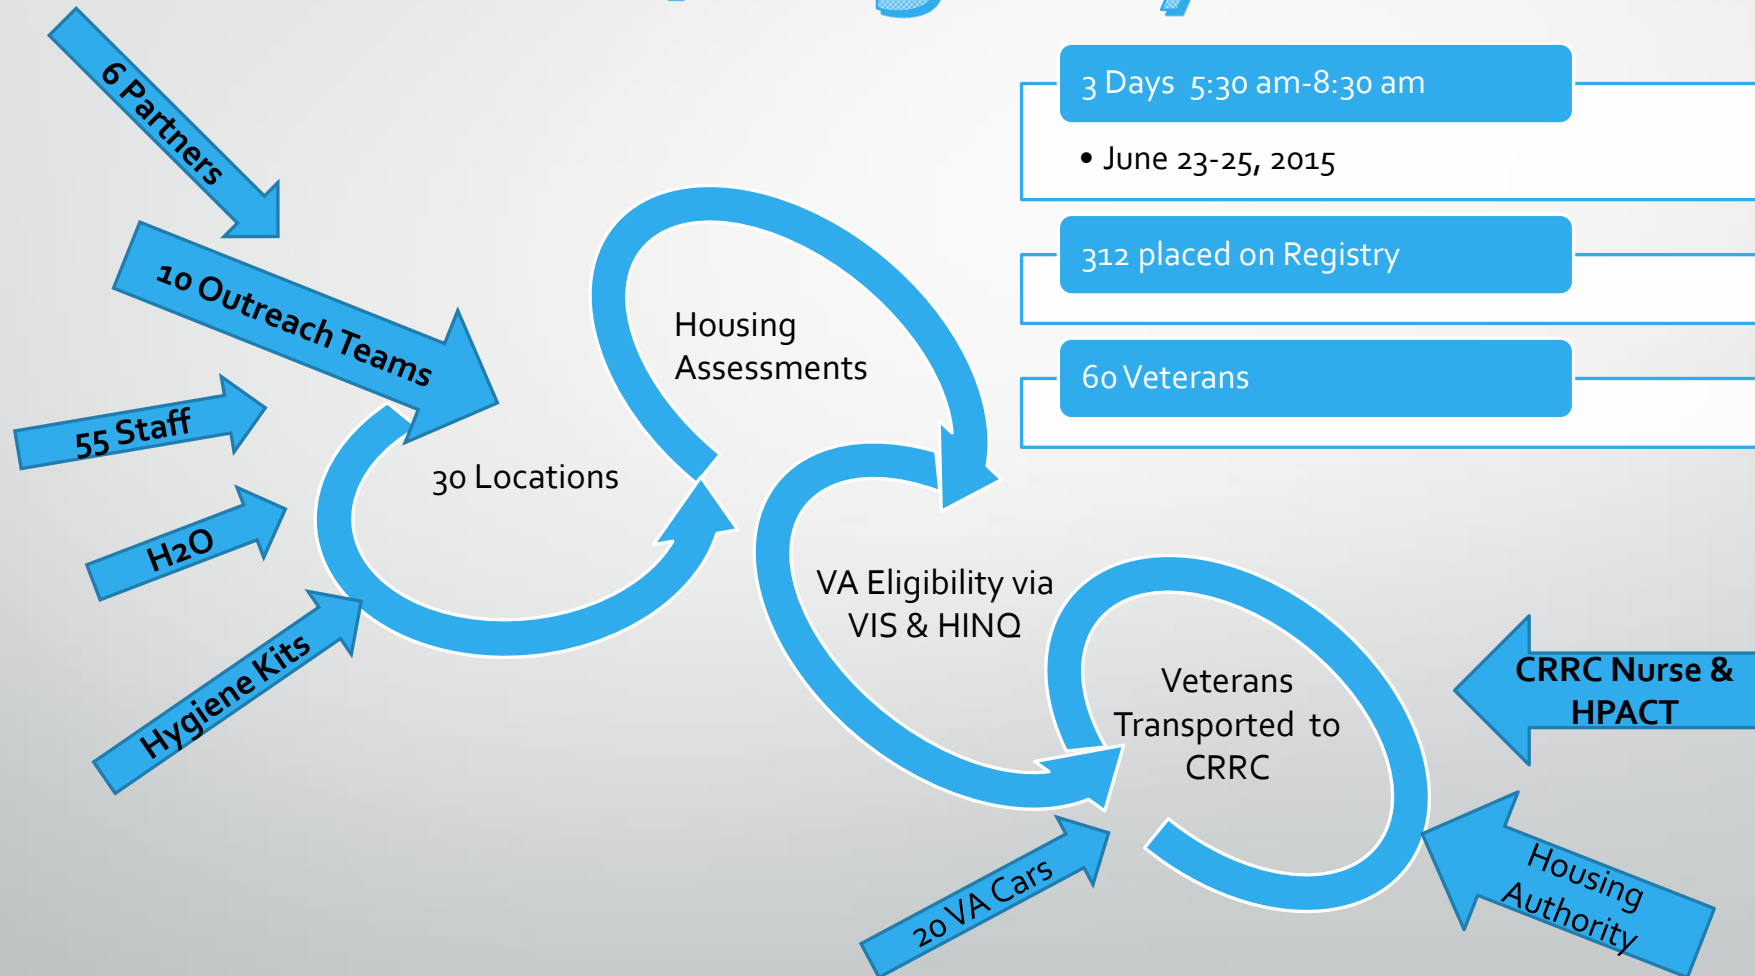 6 Partners
10 Outreach Teams
55 Staff
H2O
Hygiene Kits
30 Locations
Housing
Assessments
VA Eligibility via
VIS & HINQ
Veterans
Transported to
CRRC
20 VA Cars
CRRC Nurse &
HPACT
Housing
Authority
3 Days 5:30 am-8:30 am
• June 23-25, 2015
312 placed on Registry
60 Veterans